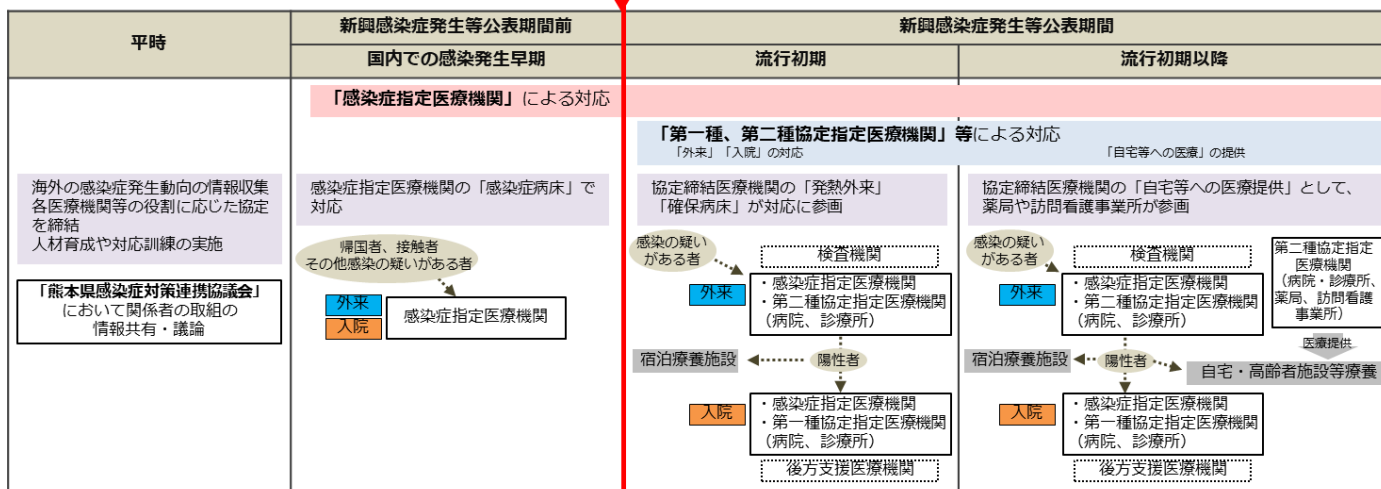 平時
新興感染症発生等公表期間前
国内での感染発生早期
新興感染症発生等公表期間
流行初期
流行初期以降
「感染症指定医療機関」による対応
「第一種、第二種協定指定医療機関」等による対応
「外来」「入院」の対応
「自宅等への医療」の提供
海外の感染症発生動向の情報収集
各医療機関等の役割に応じた協定
を締結
人材育成や対応訓練の実施
「熊本県感染症対策連携協議会」
において関係者の取組の
情報共有・議論
感染症指定医療機関の「感染症病床」で
対応
帰国者、接触者
その他感染の疑いがある者
外来
入院
感染症指定医療機関
協定締結医療機関の「発熱外来」
「確保病床」が対応に参画
感染の疑い
がある者
検査機関
外来
・感染症指定医療機関
・第二種協定指定医療機関
（病院、診療所）
宿泊療養施設
陽性者
入院
・感染症指定医療機関
・第一種協定指定医療機関
（病院、診療所）
後方支援医療機関
協定締結医療機関の「自宅等への医療提供」として、
薬局や訪問看護事業所が参画
感染の疑い
がある者
検査機関
外来
・感染症指定医療機関
・第二種協定指定医療機関
（病院、診療所）
第二種協定指定
医療機関
（病院・診療所、
薬局、訪問看護
事業所）
医療提供
宿泊療養施設
陽性者
自宅・高齢者施設等療養
入院
・感染症指定医療機関
・第一種協定指定医療機関
（病院、診療所）
後方支援医療機関